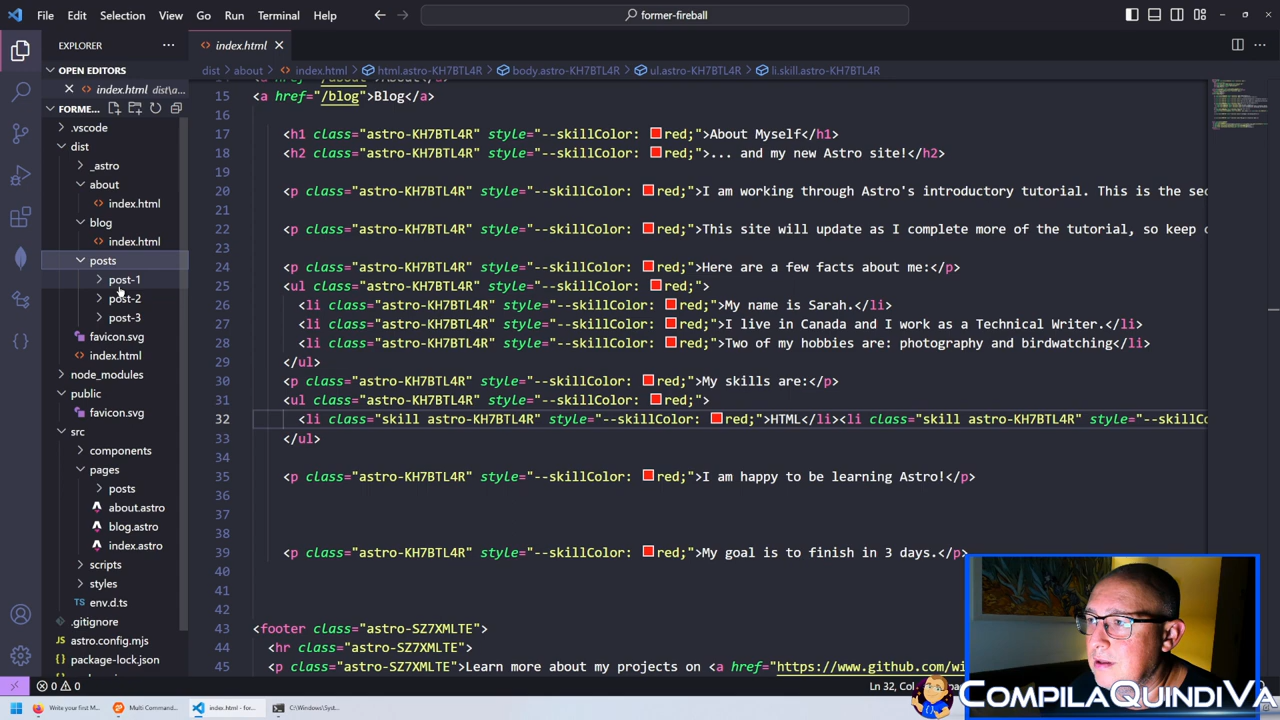 File Edit Selection View Go Run Terminal Help former-fireball
EXPLORER
index.html
OPEN EDITORS
dist > about > index.html > html.astro-KH7BTL4R > body.astro-KH7BTL4R > ul.astro-KH7BTL4R > li.skill.astro-KH7BTL4R
index.html dist\a...
FORME...
.vscode
dist
_astro
about
index.html
blog
index.html
posts
post-1
post-2
post-3
favicon.svg
index.html
node_modules
public
favicon.svg
src
components
pages
posts
about.astro
blog.astro
index.astro
scripts
styles
env.d.ts
.gitignore
astro.config.mjs
package-lock.json
15 <a href="/blog">Blog</a>
16
17 <h1 class="astro-KH7BTL4R" style="--skillColor: red;">About Myself</h1>
18 <h2 class="astro-KH7BTL4R" style="--skillColor: red;">... and my new Astro site!</h2>
19
20 <p class="astro-KH7BTL4R" style="--skillColor: red;">I am working through Astro's introductory tutorial. This is the sec
21
22 <p class="astro-KH7BTL4R" style="--skillColor: red;">This site will update as I complete more of the tutorial, so keep c
23
24 <p class="astro-KH7BTL4R" style="--skillColor: red;">Here are a few facts about me:</p>
25 <ul class="astro-KH7BTL4R" style="--skillColor: red;">
26 <li class="astro-KH7BTL4R" style="--skillColor: red;">My name is Sarah.</li>
27 <li class="astro-KH7BTL4R" style="--skillColor: red;">I live in Canada and I work as a Technical Writer.</li>
28 <li class="astro-KH7BTL4R" style="--skillColor: red;">Two of my hobbies are: photography and birdwatching</li>
29 </ul>
30 <p class="astro-KH7BTL4R" style="--skillColor: red;">My skills are:</p>
31 <ul class="astro-KH7BTL4R" style="--skillColor: red;">
32 <li class="skill astro-KH7BTL4R" style="--skillColor: red;">HTML</li><li class="skill astro-KH7BTL4R" style="--skillCo
33 </ul>
34
35 <p class="astro-KH7BTL4R" style="--skillColor: red;">I am happy to be learning Astro!</p>
36
37
38
39 <p class="astro-KH7BTL4R" style="--skillColor: red;">My goal is to finish in 3 days.</p>
40
41
42
43 <footer class="astro-SZ7XMLTE">
44 <hr class="astro-SZ7XMLTE">
45 <p class="astro-SZ7XMLTE">Learn more about my projects on <a href="https://www.github.com/wi
0 0 Ln 32, Col
COMPILAQUINDIVA
Write your first M... Multi Command... index.html - for... C:\Windows\Syst...